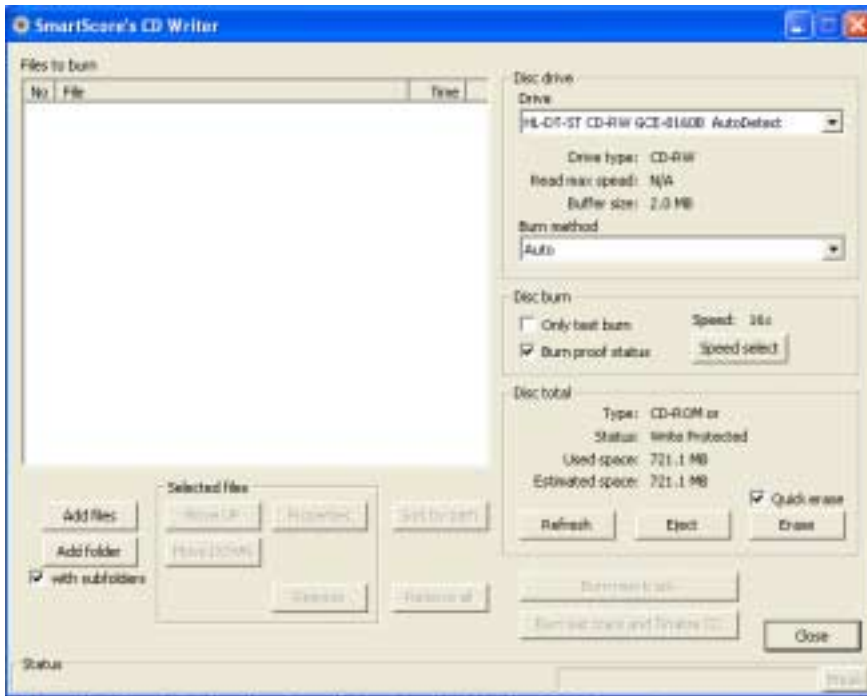 SmartScore's CD Writer
Files to burn
No File Time
Disc drive
Drive
HL-DT-ST CD-RW GCE-8160B AutoDetect
Drive type: CD-RW
Read max speed: N/A
Buffer size: 2.0 MB
Burn method
Auto
Disc burn
Only test burn
Speed: 16x
Burn proof status
Speed select
Disc total
Type: CD-ROM or
Status: Write Protected
Used space: 721.1 MB
Estimated space: 721.1 MB
Quick erase
Refresh
Eject
Erase
Selected files
Add files
Move UP
Properties
Sort by path
Add folder
Move DOWN
with subfolders
Remove
Remove all
Close
Status